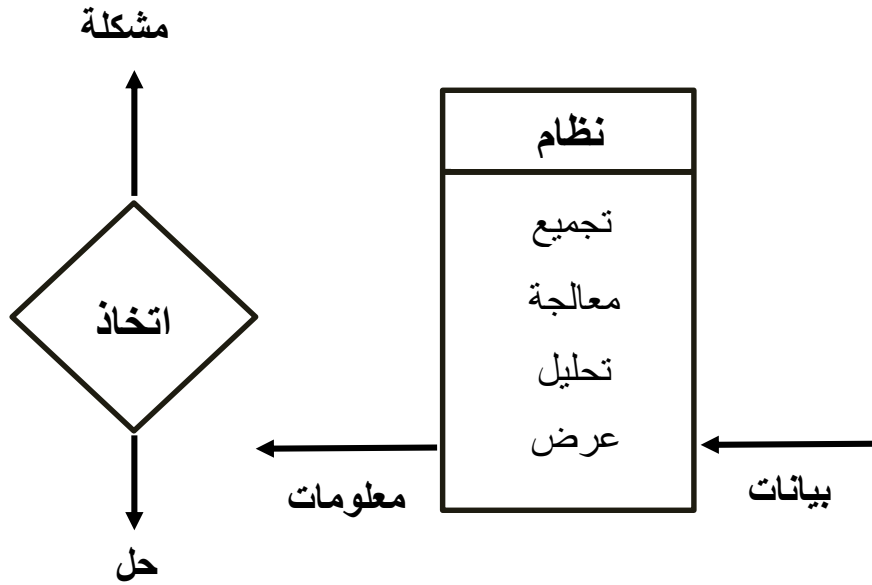 مشكلة
نظام
تجميع
معالجة
تحليل
عرض
اتخاذ
بيانات
معلومات
حل